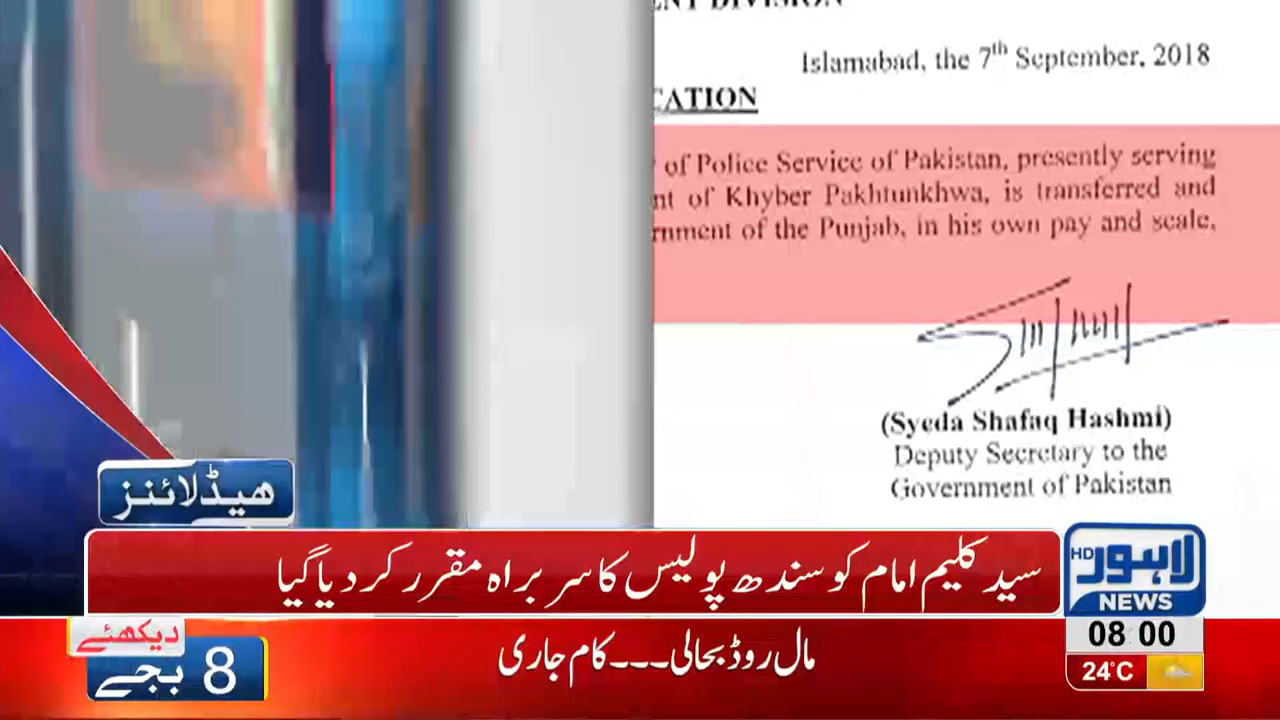 ENT DIVISION
Islamabad, the 7th September, 2018
CATION
of Police Service of Pakistan, presently serving
nt of Khyber Pakhtunkhwa, is transferred and
rnment of the Punjab, in his own pay and scale,
(Syeda Shafaq Hashmi)
Deputy Secretary to the
Government of Pakistan
ھیڈلائنز
سید کلیم امام کو سندھ پولیس کا سربراہ مقرر کر دیا گیا
لاہور HD
NEWS
08:00
24°C
دیکھئے
8 بجے
مال روڈ بحالی۔۔۔کام جاری